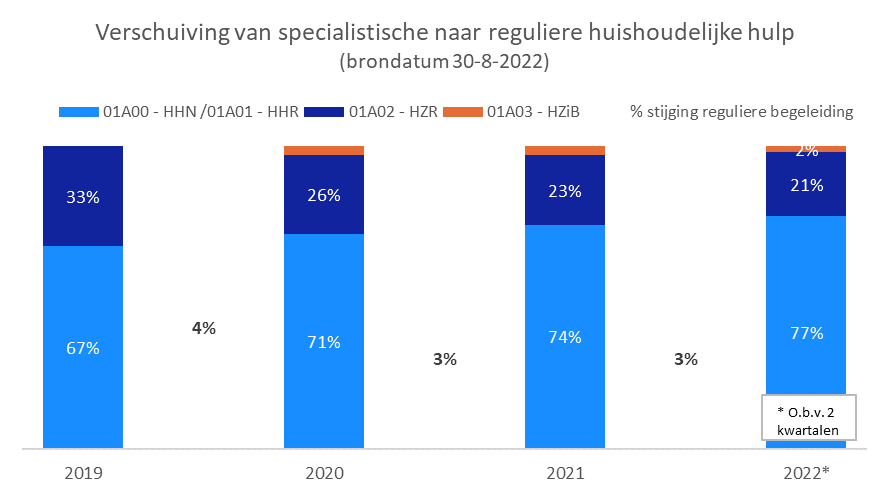 Verschuiving van specialistische naar reguliere huishoudelijke hulp
(brondatum 30-8-2022)
01A00 - HHN /01A01 - HHR 01A02 - HZR 01A03 - HZiB % stijging reguliere begeleiding
2%
33% 26% 23% 21%
4%
67% 71% 74% 77%
3% 3%
* O.b.v. 2
kwartalen
2019 2020 2021 2022*